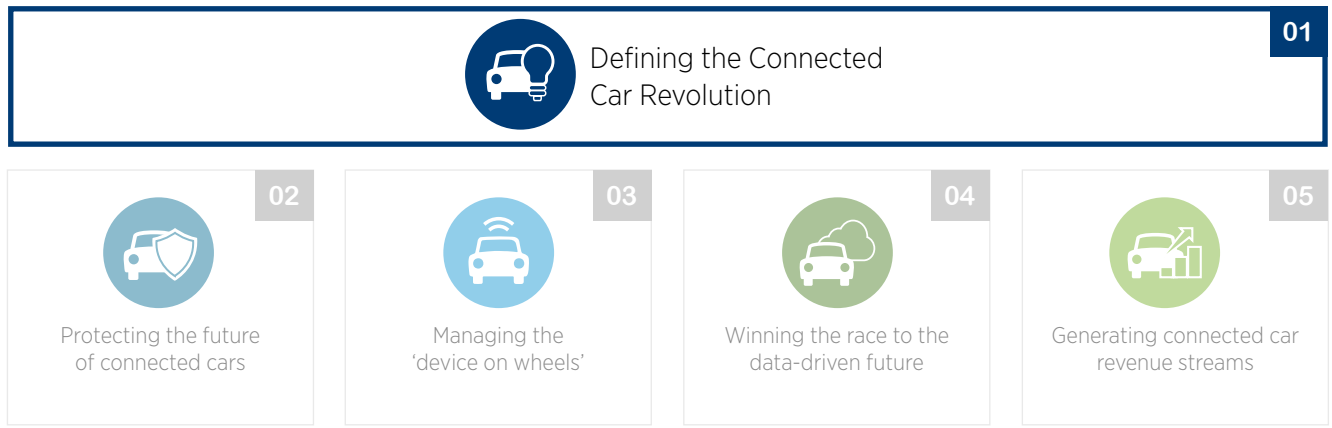 01
Defining the Connected
Car Revolution
02
Protecting the future
of connected cars
03
Managing the
‘device on wheels’
04
Winning the race to the
data-driven future
05
Generating connected car
revenue streams